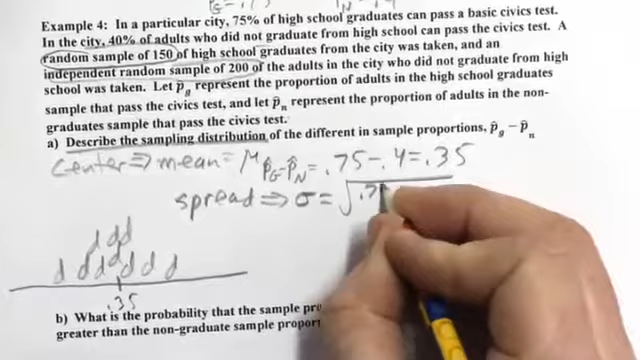 Example 4: In a particular city, 75% of high school graduates can pass a basic civics test.
In the city, 40% of adults who did not graduate from high school can pass the civics test. A
random sample of 150 of high school graduates from the city was taken, and an
independent random sample of 200 of the adults in the city who did not graduate from high
school was taken. Let p̂g represent the proportion of adults in the high school graduates
sample that pass the civics test, and let p̂n represent the proportion of adults in the non-
graduates sample that pass the civics test.
a) Describe the sampling distribution of the different in sample proportions, p̂g − p̂n
center ⇒ mean = μ p̂G-p̂N = .75 - .4 = .35
spread ⇒ σ = √.7
.35
b) What is the probability that the sample
greater than the non-graduate sample